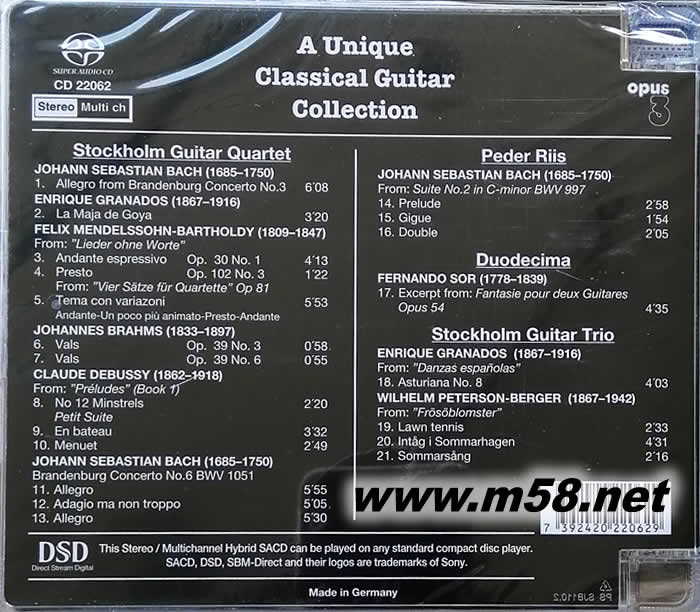 SUPER AUDIO CD
CD 22062
Stereo Multi ch
A Unique
Classical Guitar
Collection
opus
3
Stockholm Guitar Quartet
JOHANN SEBASTIAN BACH (1685-1750)
1. Allegro from Brandenburg Concerto No.3 6'08
ENRIQUE GRANADOS (1867-1916)
2. La Maja de Goya 3'20
FELIX MENDELSSOHN-BARTHOLDY (1809-1847)
From: "Lieder ohne Worte"
3. Andante espressivo Op. 30 No. 1 4'13
4. Presto Op. 102 No. 3 1'22
From: "Vier Sätze für Quartette" Op 81
5. Tema con variazoni 5'53
Andante-Un poco più animato-Presto-Andante
JOHANNES BRAHMS (1833-1897)
6. Vals Op. 39 No. 3 0'58
7. Vals Op. 39 No. 6 0'55
CLAUDE DEBUSSY (1862-1918)
From: "Préludes" (Book 1)
8. No 12 Minstrels 2'20
Petit Suite
9. En bateau 3'32
10. Menuet 2'49
JOHANN SEBASTIAN BACH (1685-1750)
Brandenburg Concerto No.6 BWV 1051
11. Allegro 5'55
12. Adagio ma non troppo 5'05
13. Allegro 5'30
Peder Riis
JOHANN SEBASTIAN BACH (1685-1750)
From: Suite No.2 in C-minor BWV 997
14. Prelude 2'58
15. Gigue 1'54
16. Double 2'05
Duodecima
FERNANDO SOR (1778-1839)
17. Excerpt from: Fantasie pour deux Guitares
Opus 54 4'35
Stockholm Guitar Trio
ENRIQUE GRANADOS (1867-1916)
From: "Danzas españolas"
18. Asturiana No. 8 4'03
WILHELM PETERSON-BERGER (1867-1942)
From: "Frösöblomster"
19. Lawn tennis 2'33
20. Intåg i Sommarhagen 4'31
21. Sommarsång 2'16
www.m58.net
7 392420 220629
DSD
Direct Stream Digital
This Stereo / Multichannel Hybrid SACD can be played on any standard compact disc player.
SACD, DSD, SBM-Direct and their logos are trademarks of Sony.
Made in Germany